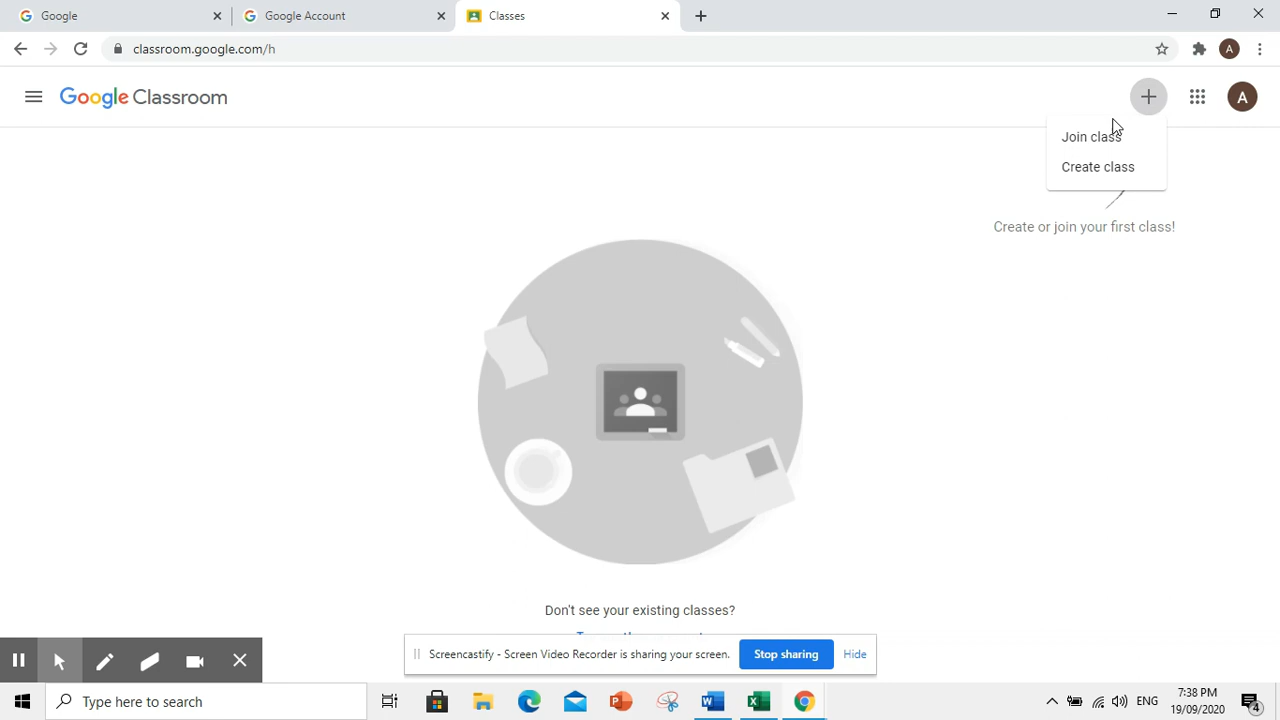 Google
Google Account
Classes
classroom.google.com/h
A
Google Classroom
A
Join class
Create class
Create or join your first class!
Don't see your existing classes?
Screencastify - Screen Video Recorder is sharing your screen.
Stop sharing
Hide
Type here to search
ENG
7:38 PM
19/09/2020
4